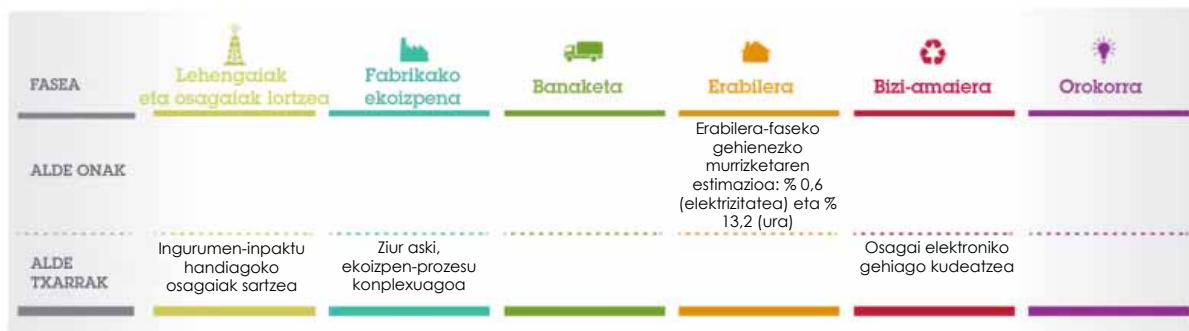 FASEA
Lehengaiak
eta osagaiak lortzea
Fabrikako
ekoizpena
Banaketa
Erabilera
Bizi-amaiera
Orokorra
ALDE ONAK
Erabilera-faseko
gehienezko
murrizketaren
estimazioa: % 0,6
(elektrizitatea) eta %
13,2 (ura)
ALDE
TXARRAK
Ingurumen-inpaktu
handiagoko
osagaiak sartzea
Ziur aski,
ekoizpen-prozesu
konplexuagoa
Osagai elektroniko
gehiago kudeatzea